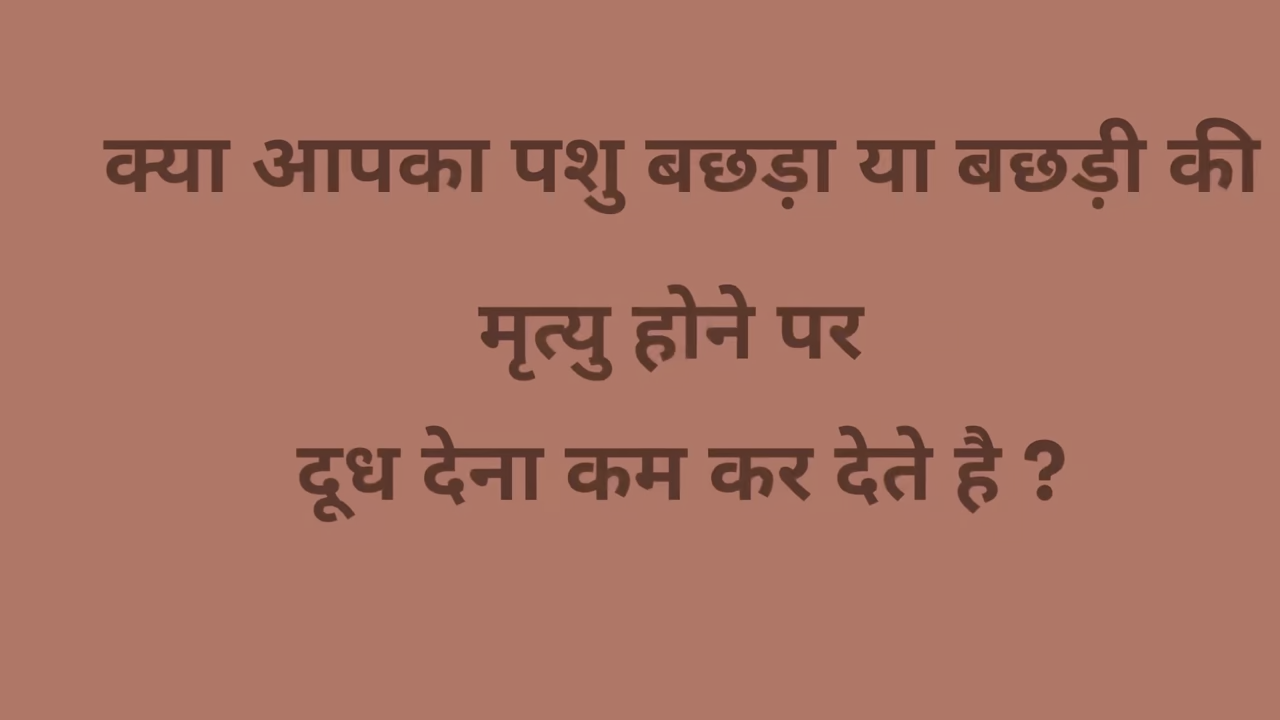 क्या आपका पशु बछड़ा या बछड़ी की
मृत्यु होने पर
दूध देना कम कर देते है ?